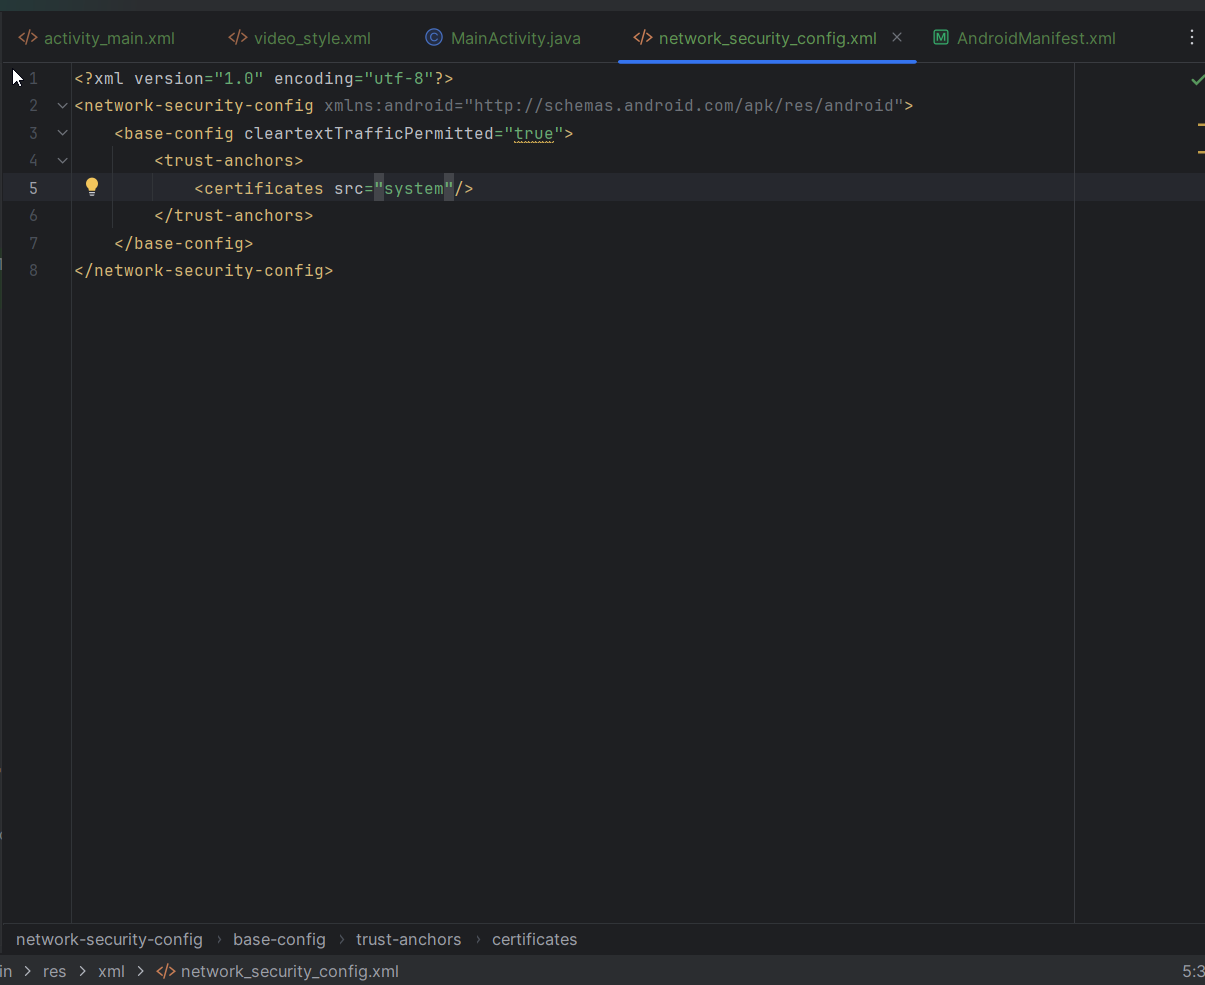 activity_main.xml video_style.xml MainActivity.java network_security_config.xml AndroidManifest.xml
1 <?xml version="1.0" encoding="utf-8"?>
2 <network-security-config xmlns:android="http://schemas.android.com/apk/res/android">
3 <base-config cleartextTrafficPermitted="true">
4 <trust-anchors>
5 <certificates src="system"/>
6 </trust-anchors>
7 </base-config>
8 </network-security-config>
network-security-config › base-config › trust-anchors › certificates
in > res > xml > network_security_config.xml 5:3